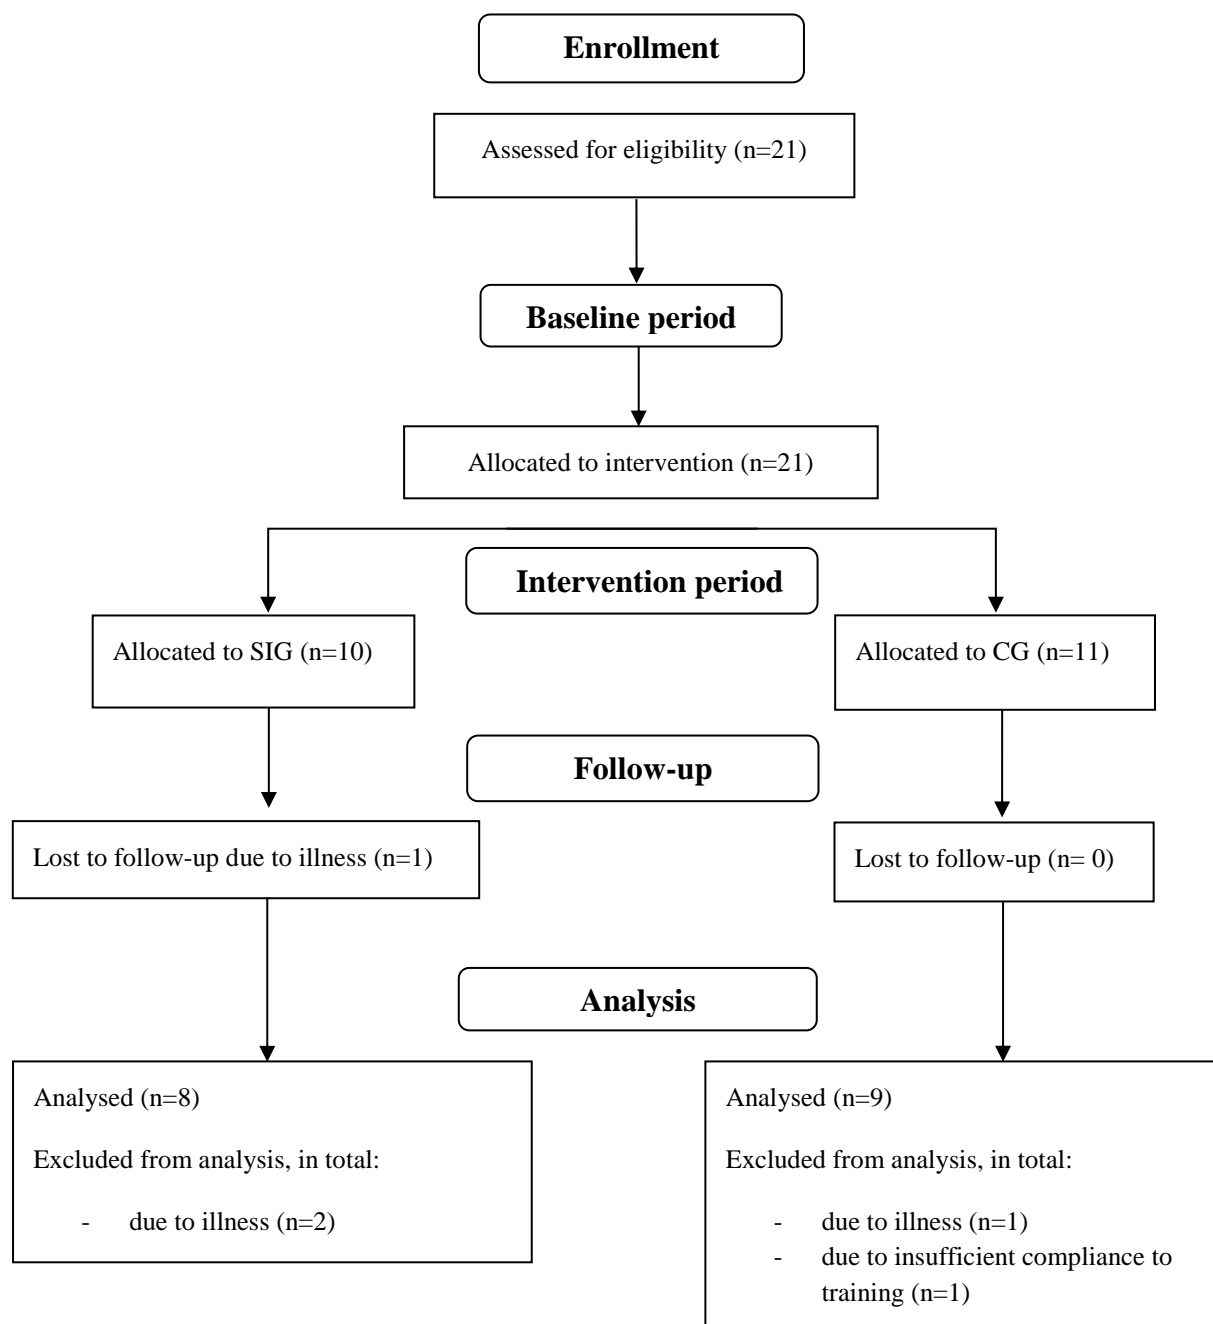 Enrollment
Assessed for eligibility (n=21)
Baseline period
Allocated to intervention (n=21)
Intervention period
Allocated to SIG (n=10)
Allocated to CG (n=11)
Follow-up
Lost to follow-up due to illness (n=1)
Lost to follow-up (n= 0)
Analysis
Analysed (n=8)
Excluded from analysis, in total:
- due to illness (n=2)
Analysed (n=9)
Excluded from analysis, in total:
- due to illness (n=1)
- due to insufficient compliance to
training (n=1)